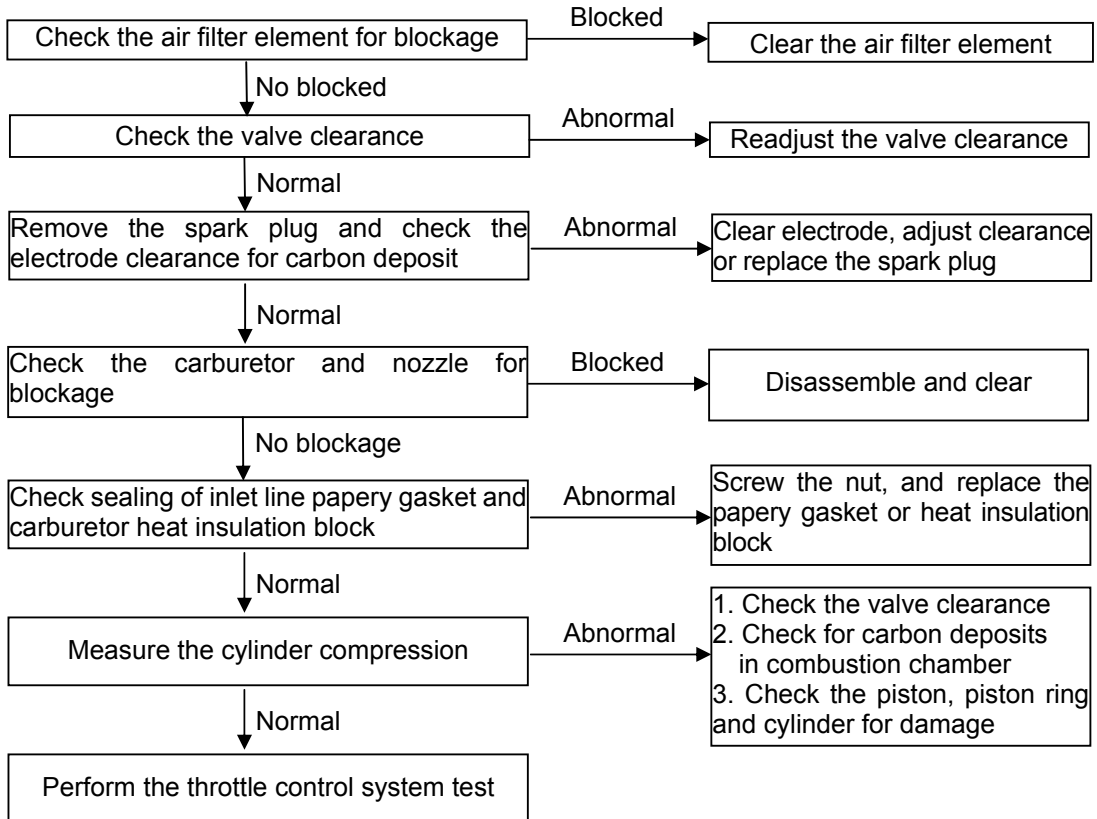 Check the air filter element for blockage
Blocked
Clear the air filter element
No blocked
Check the valve clearance
Abnormal
Readjust the valve clearance
Normal
Remove the spark plug and check the
electrode clearance for carbon deposit
Abnormal
Clear electrode, adjust clearance
or replace the spark plug
Normal
Check the carburetor and nozzle for
blockage
Blocked
Disassemble and clear
No blockage
Check sealing of inlet line papery gasket and
carburetor heat insulation block
Abnormal
Screw the nut, and replace the
papery gasket or heat insulation
block
Normal
Measure the cylinder compression
Abnormal
1. Check the valve clearance
2. Check for carbon deposits
in combustion chamber
3. Check the piston, piston ring
and cylinder for damage
Normal
Perform the throttle control system test